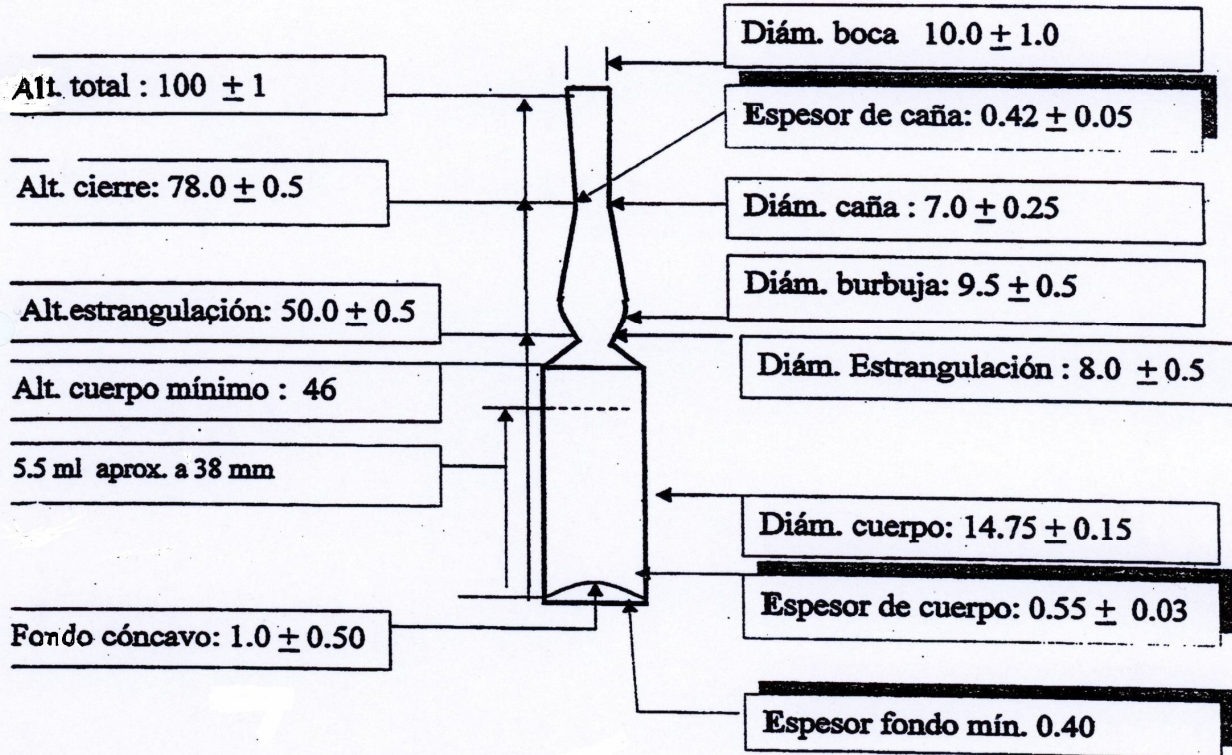 Alt. total : 100 ± 1
Alt. cierre: 78.0 ± 0.5
Alt.estrangulación: 50.0 ± 0.5
Alt. cuerpo mínimo : 46
5.5 ml aprox. a 38 mm
Fondo cóncavo: 1.0 ± 0.50
Diám. boca 10.0 ± 1.0
Espesor de caña: 0.42 ± 0.05
Diám. caña : 7.0 ± 0.25
Diám. burbuja: 9.5 ± 0.5
Diám. Estrangulación : 8.0 ± 0.5
Diám. cuerpo: 14.75 ± 0.15
Espesor de cuerpo: 0.55 ± 0.03
Espesor fondo mín. 0.40